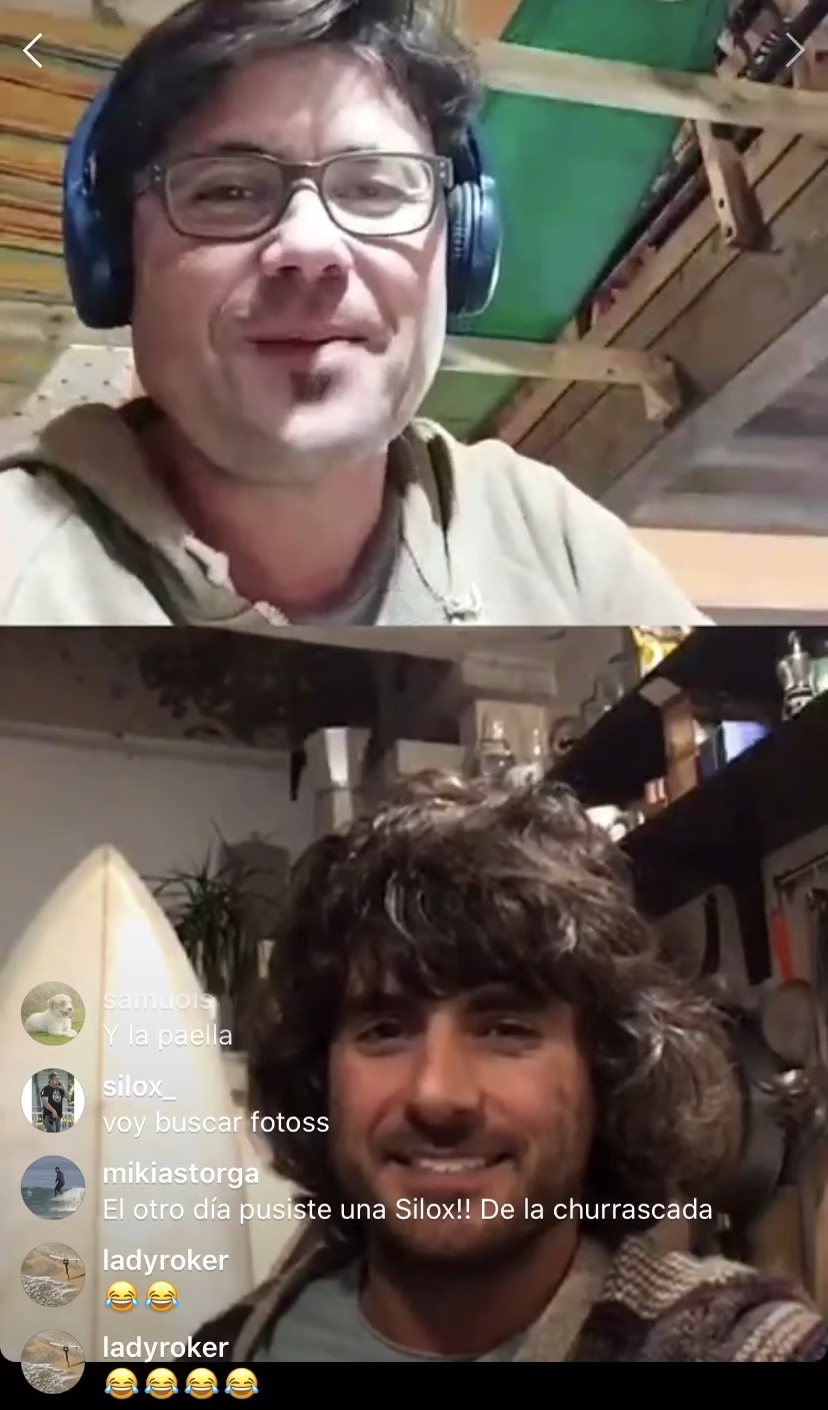 samuois
Y la paella
silox_
voy buscar fotoss
mikiastorga
El otro día pusiste una Silox!! De la churrascada
ladyroker
😂😂
ladyroker
😂😂😂😂